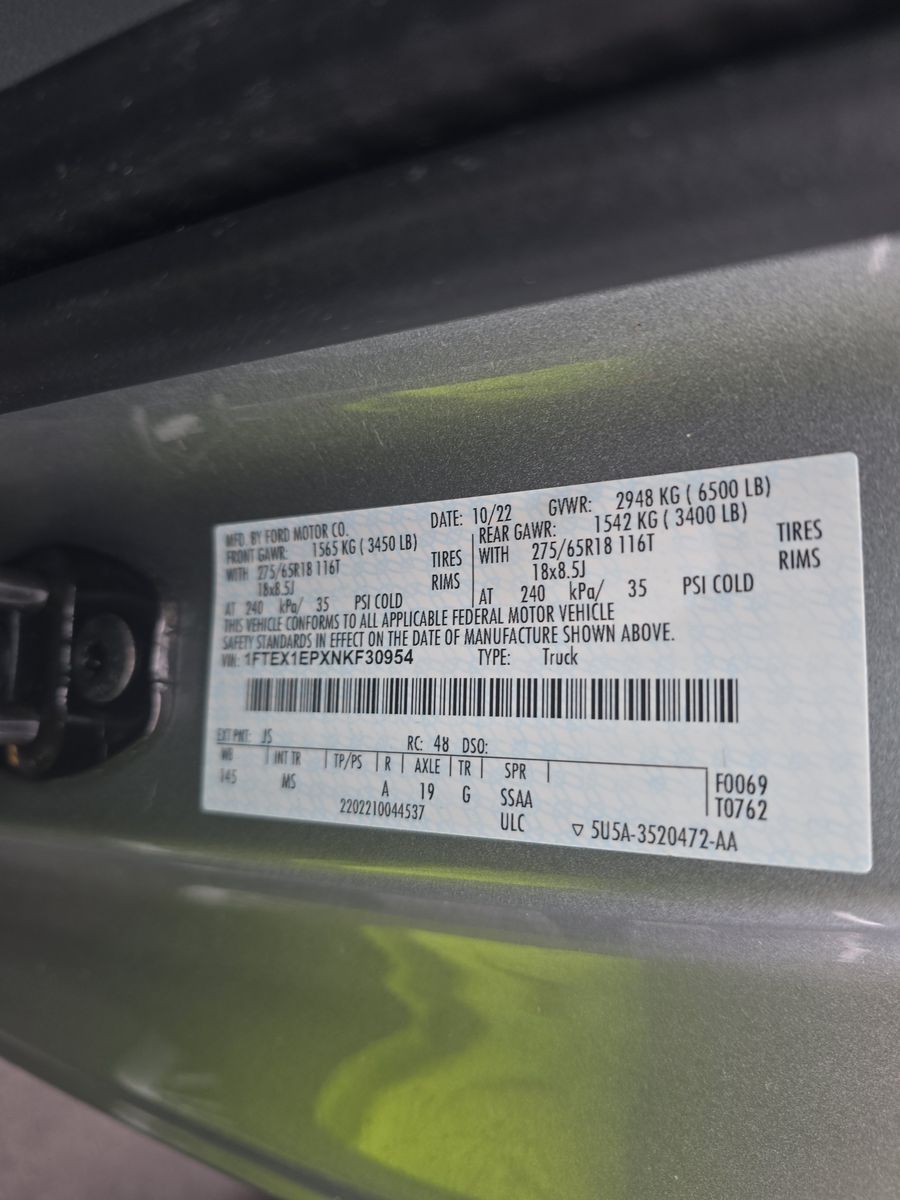 MFD. BY FORD MOTOR CO. DATE: 10/22 GVWR: 2948 KG ( 6500 LB)
FRONT GAWR: 1565 KG ( 3450 LB) REAR GAWR: 1542 KG ( 3400 LB)
WITH 275/65R18 116T TIRES WITH 275/65R18 116T TIRES
18x8.5J RIMS 18x8.5J RIMS
AT 240 kPa/ 35 PSI COLD AT 240 kPa/ 35 PSI COLD
THIS VEHICLE CONFORMS TO ALL APPLICABLE FEDERAL MOTOR VEHICLE
SAFETY STANDARDS IN EFFECT ON THE DATE OF MANUFACTURE SHOWN ABOVE.
VIN: 1FTEX1EPXNKF30954 TYPE: Truck
EXT PNT: JS RC: 48 DSO:
WB INT TR TP/PS R AXLE TR SPR F0069
145 MS A 19 G SSAA T0762
2202210044537 ULC ▽ 5U5A-3520472-AA